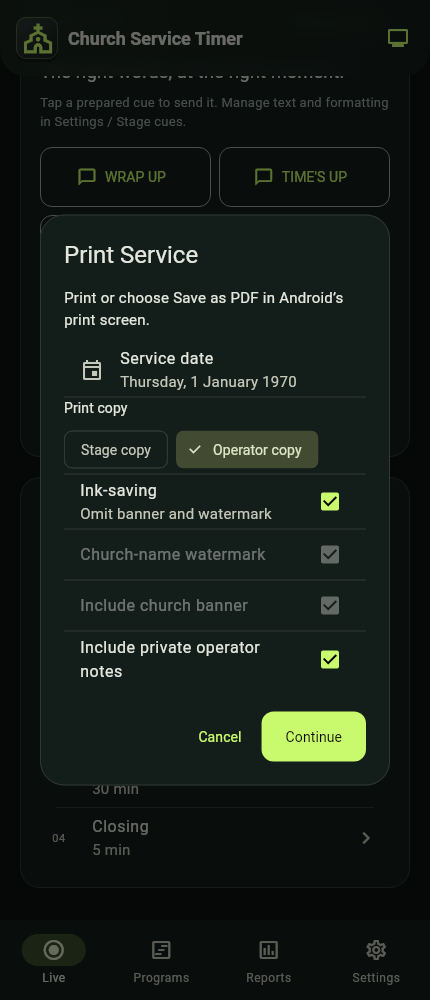 Church Service Timer
The right words, at the right moment.
Tap a prepared cue to send it. Manage text and formatting
in Settings / Stage cues.
WRAP UP
TIME'S UP
Print Service
Print or choose Save as PDF in Android’s
print screen.
Service date
Thursday, 1 January 1970
Print copy
Stage copy
Operator copy
Ink-saving
Omit banner and watermark
Church-name watermark
Include church banner
Include private operator
notes
Cancel
Continue
30 min
04
Closing
5 min
Live
Programs
Reports
Settings